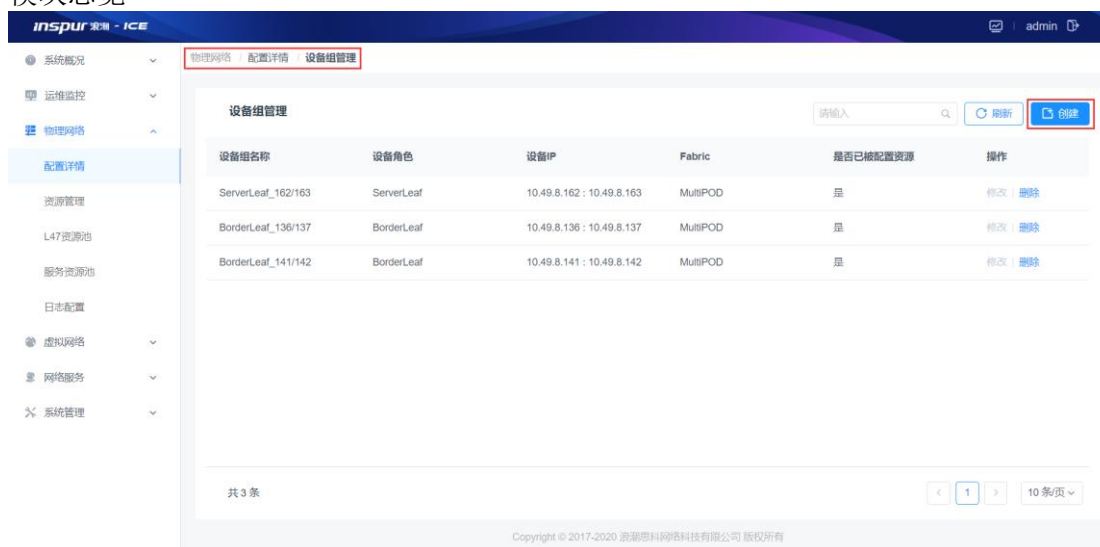 模块总览
inspur 浪潮 - ICE
admin
系统概况
运维监控
物理网络
配置详情
资源管理
L47资源池
服务资源池
日志配置
虚拟网络
网络服务
系统管理
物理网络 / 配置详情 / 设备组管理
设备组管理
请输入
刷新
创建
设备组名称 设备角色 设备IP Fabric 是否已被配置资源 操作
ServerLeaf_162/163 ServerLeaf 10.49.8.162 : 10.49.8.163 MultiPOD 是 修改 | 删除
BorderLeaf_136/137 BorderLeaf 10.49.8.136 : 10.49.8.137 MultiPOD 是 修改 | 删除
BorderLeaf_141/142 BorderLeaf 10.49.8.141 : 10.49.8.142 MultiPOD 是 修改 | 删除
共 3 条
< 1 >
10 条/页
Copyright © 2017-2020 浪潮思科网络科技有限公司 版权所有